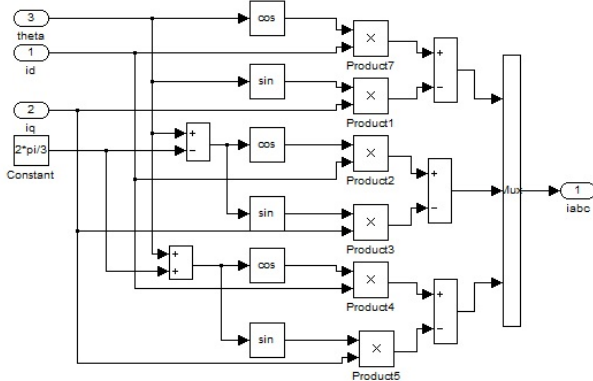 3
theta
1
id
2
iq
2*pi/3
Constant
cos
×
Product7
sin
×
Product1
+
−
cos
×
Product2
sin
×
Product3
+
+
cos
×
Product4
sin
×
Product5
+
−
+
−
+
−
Mux
1
iabc